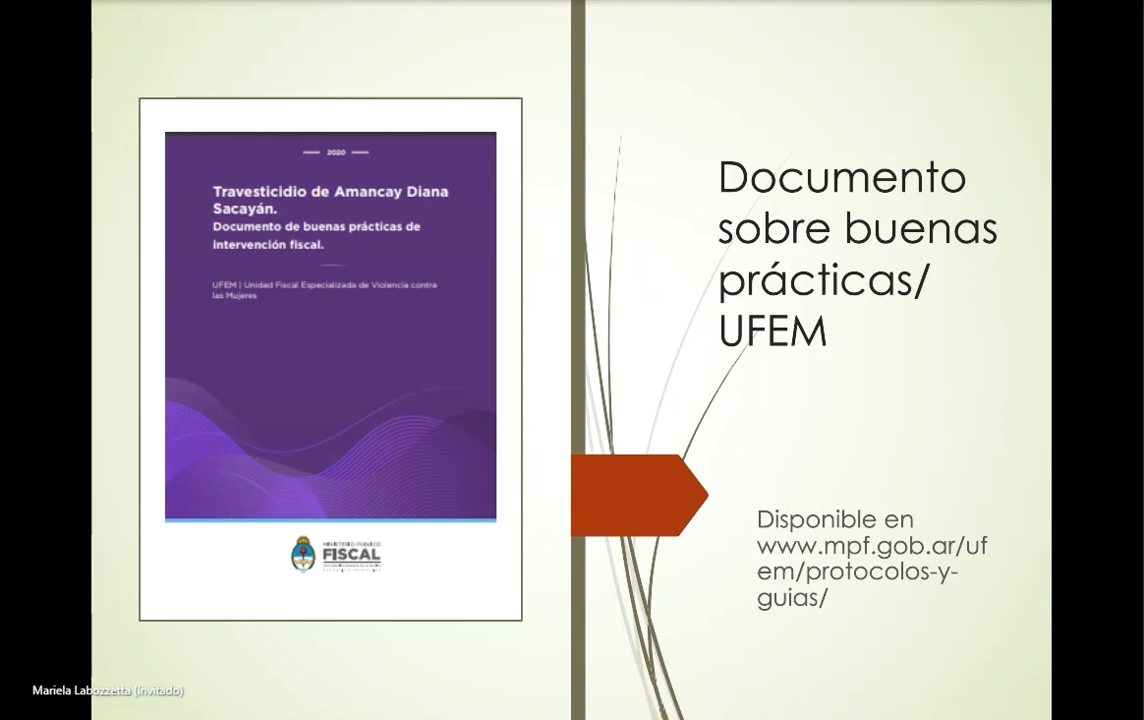 2020
Travesticidio de Amancay Diana
Sacayán.
Documento de buenas prácticas de
intervención fiscal.
UFEM | Unidad Fiscal Especializada de Violencia contra
las Mujeres
MINISTERIO PÚBLICO
FISCAL
Documento
sobre buenas
prácticas/
UFEM
Disponible en
www.mpf.gob.ar/uf
em/protocolos-y-
guias/
Mariela Labozzetta (Invitado)